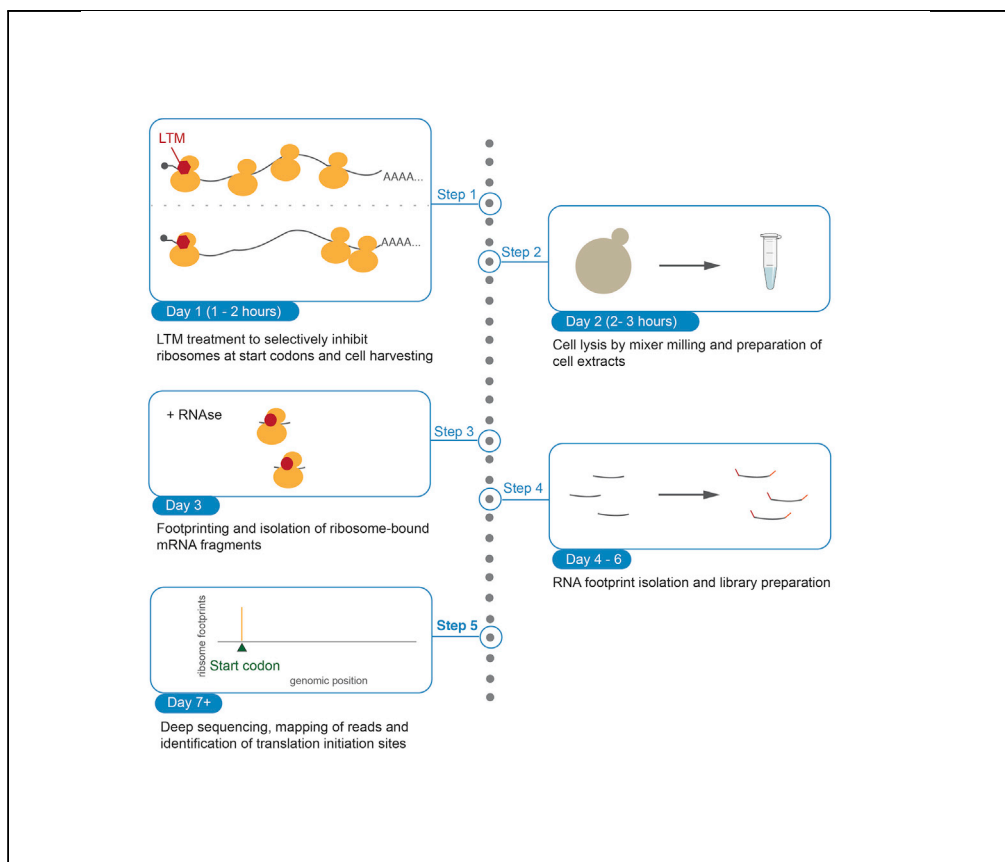 LTM
AAAA...
AAAA...
Step 1
Day 1 (1 - 2 hours)
LTM treatment to selectively inhibit
ribosomes at start codons and cell harvesting
Step 2
Day 2 (2- 3 hours)
Cell lysis by mixer milling and preparation of
cell extracts
+ RNAse
Step 3
Day 3
Footprinting and isolation of ribosome-bound
mRNA fragments
Step 4
Day 4 - 6
RNA footprint isolation and library preparation
ribsome footprints
Start codon
genomic position
Step 5
Day 7+
Deep sequencing, mapping of reads and
identification of translation initiation sites